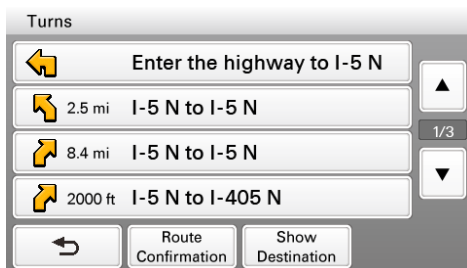 Turns
Enter the highway to I-5 N
2.5 mi I-5 N to I-5 N
1/3
8.4 mi I-5 N to I-5 N
2000 ft I-5 N to I-405 N
Route
Confirmation
Show
Destination